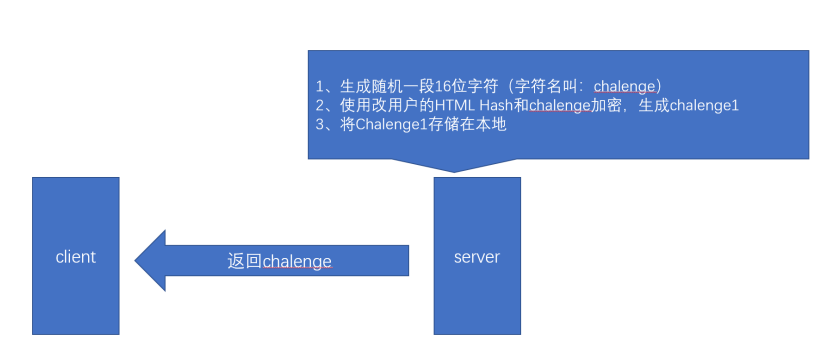 1、生成随机一段16位字符（字符名叫：chalenge）
2、使用改用户的HTML Hash和chalenge加密，生成chalenge1
3、将Chalenge1存储在本地
client
返回chalenge
server